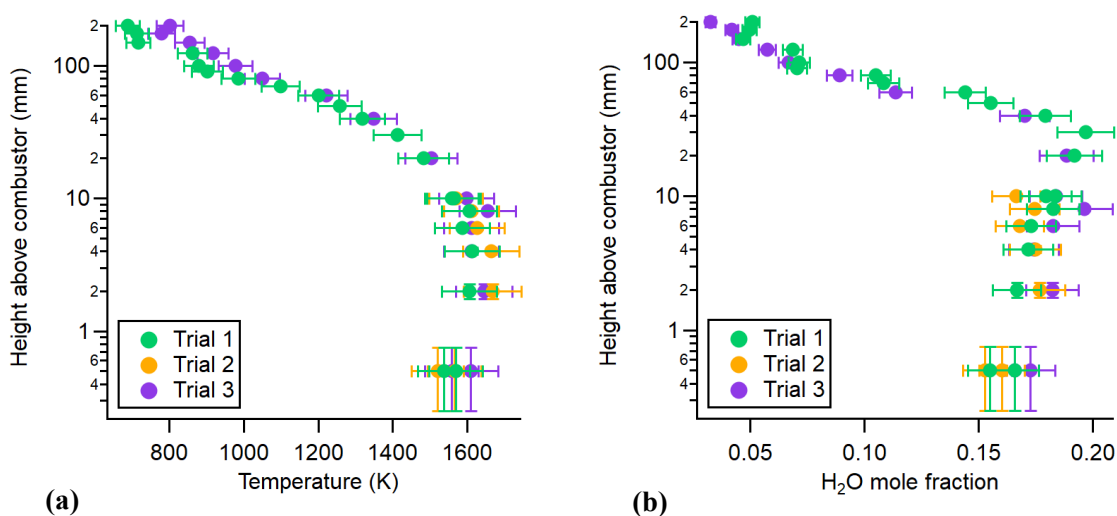 2
100
6
4
2
10
6
4
2
1
6
4
Height above combustor (mm)
Trial 1
Trial 2
Trial 3
800 1000 1200 1400 1600
Temperature (K)
(a)
2
100
6
4
2
10
6
4
2
1
6
4
Height above combustor (mm)
Trial 1
Trial 2
Trial 3
0.05 0.10 0.15 0.20
H₂O mole fraction
(b)